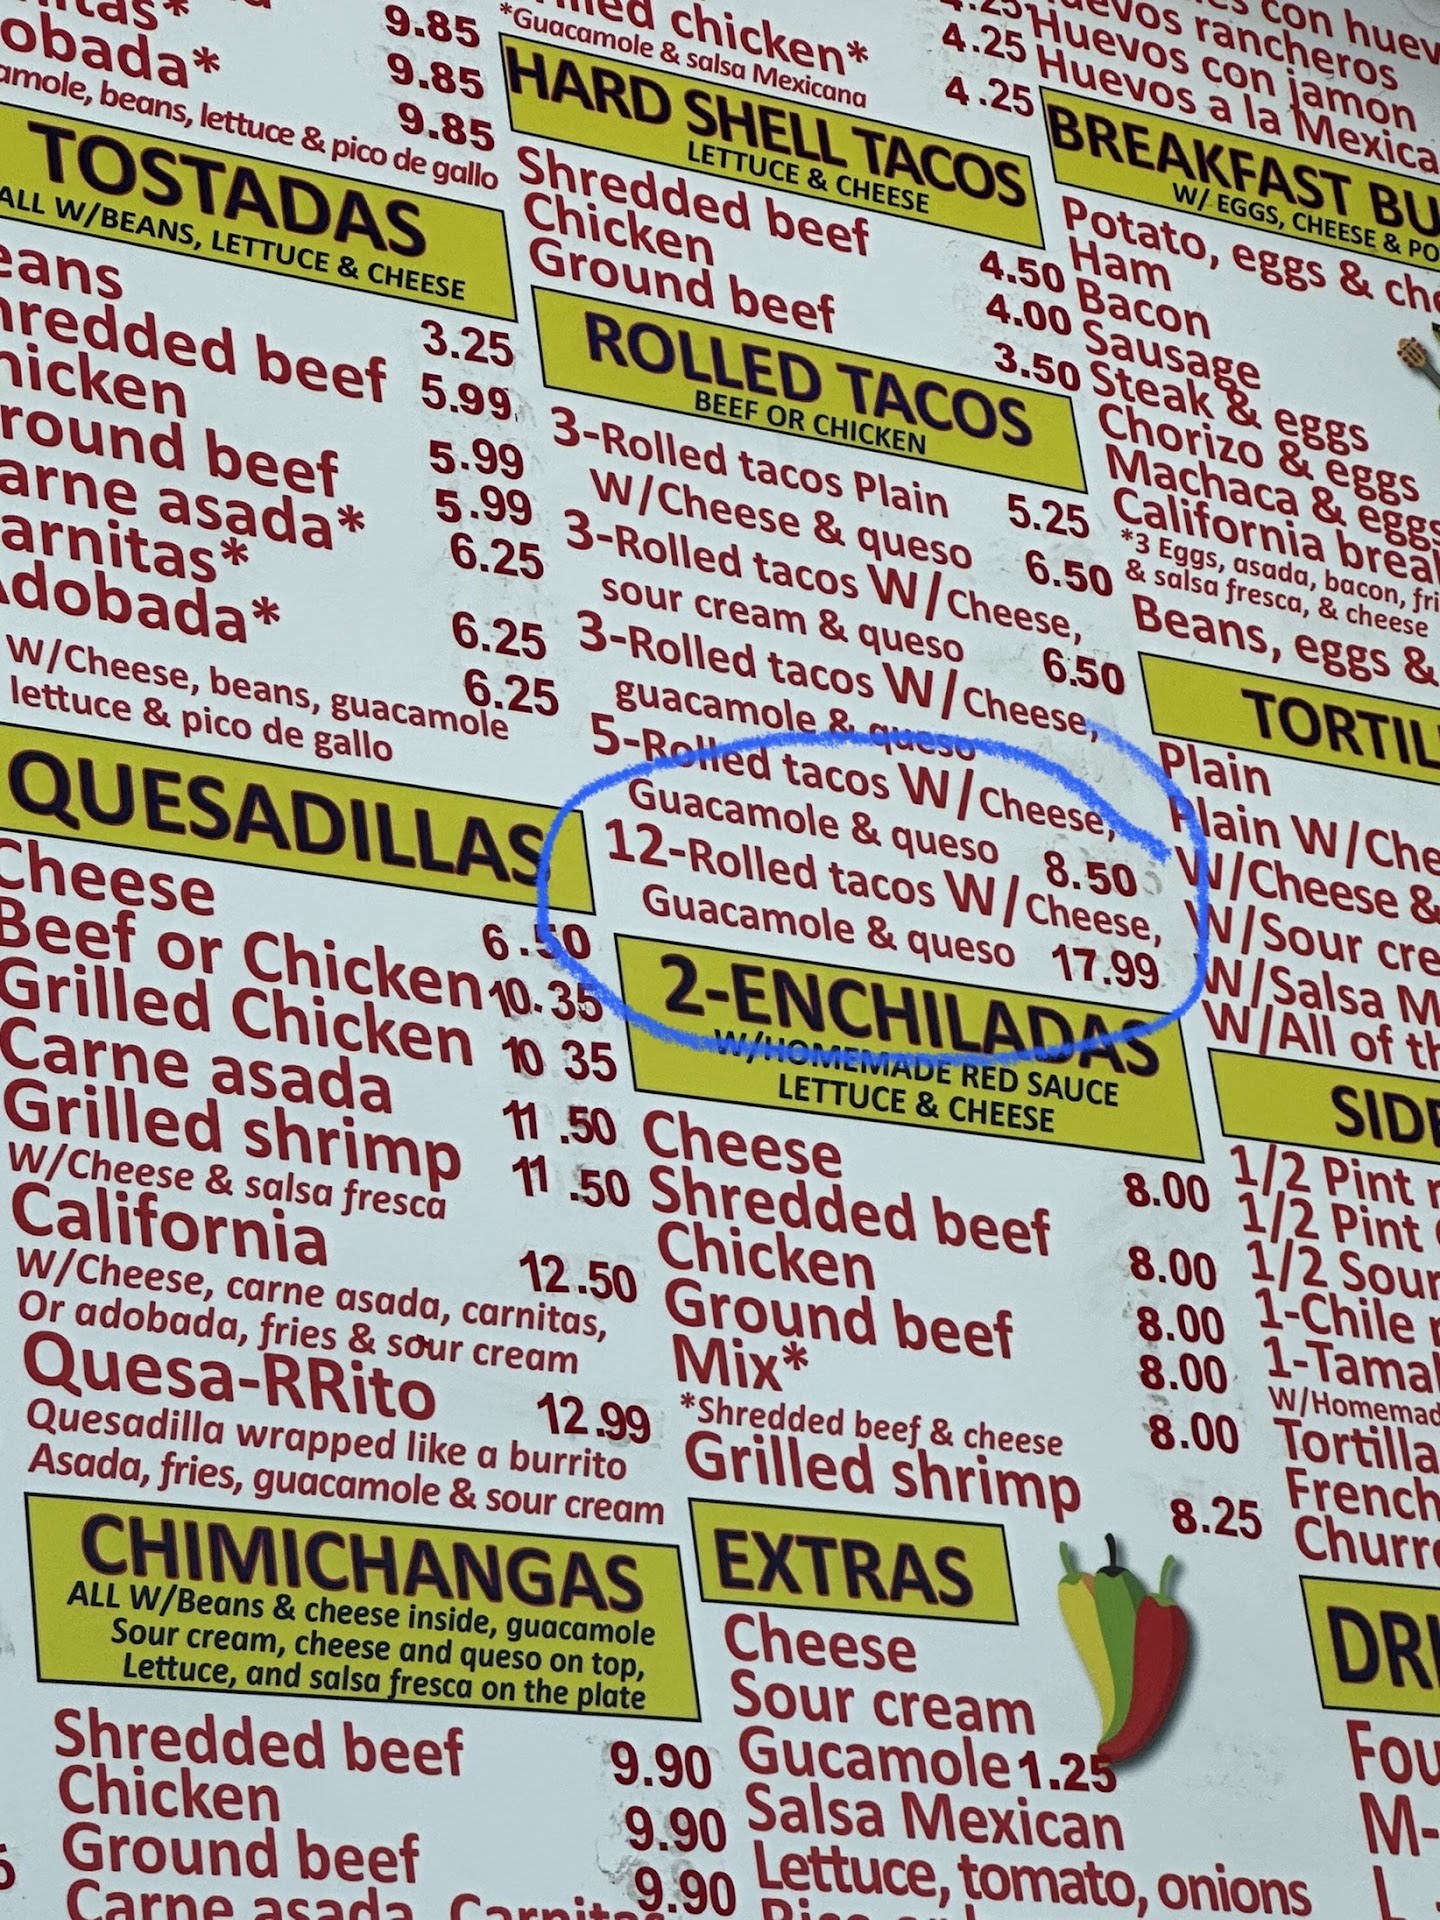 9.85
obada*
9.85
amole, beans, lettuce & pico de gallo
9.85
TOSTADAS
ALL W/BEANS, LETTUCE & CHEESE
3.25
hredded beef
5.99
5.99
round beef
5.99
arne asada*
6.25
arnitas*
6.25
Adobada*
6.25
W/Cheese, beans, guacamole
lettuce & pico de gallo
QUESADILLAS
Cheese
6.50
Beef or Chicken 10.35
Grilled Chicken 10 35
Carne asada
11.50
Grilled shrimp
11.50
W/Cheese & salsa fresca
California
12.50
W/Cheese, carne asada, carnitas,
Or adobada, fries & sour cream
Quesa-RRito
12.99
Quesadilla wrapped like a burrito
Asada, fries, guacamole & sour cream
CHIMICHANGAS
ALL W/Beans & cheese inside, guacamole
Sour cream, cheese and queso on top,
Lettuce, and salsa fresca on the plate
Shredded beef
9.90
Chicken
9.90
Ground beef
9.90
Carne asada,
chicken*
*Guacamole & salsa Mexicana
4.25
4.25
HARD SHELL TACOS
LETTUCE & CHEESE
Shredded beef
4.50
Chicken
4.00
Ground beef
3.50
ROLLED TACOS
BEEF OR CHICKEN
3-Rolled tacos Plain
5.25
W/Cheese & queso
6.50
3-Rolled tacos W/Cheese,
sour cream & queso
6.50
3-Rolled tacos W/Cheese,
guacamole & queso
5-Rolled tacos W/Cheese,
Guacamole & queso 8.50
12-Rolled tacos W/Cheese,
Guacamole & queso 17.99
2-ENCHILADAS
W/HOMEMADE RED SAUCE
LETTUCE & CHEESE
Cheese
8.00
Shredded beef
8.00
Chicken
8.00
Ground beef
8.00
Mix*
8.00
*Shredded beef & cheese
Grilled shrimp
8.25
EXTRAS
Cheese
Sour cream
Gucamole 1.25
Salsa Mexican
Lettuce, tomato, onions
con huev
huevos rancheros
Huevos con jamon
Huevos a la Mexica
BREAKFAST BU
W/ EGGS, CHEESE & PO
Potato, eggs & che
Ham
Bacon
Sausage
Steak & eggs
Chorizo & eggs
Machaca & eggs
California brea
*3 Eggs, asada, bacon, fri
& salsa fresca, & cheese
Beans, eggs &
TORTIL
Plain
Plain W/Che
W/Cheese &
W/Sour cre
W/Salsa M
W/All of th
SIDE
1/2 Pint
1/2 Pint
1/2 Sour
1-Chile
1-Tamal
W/Homemad
Tortilla
French
Churro
DRI
Fou
M-